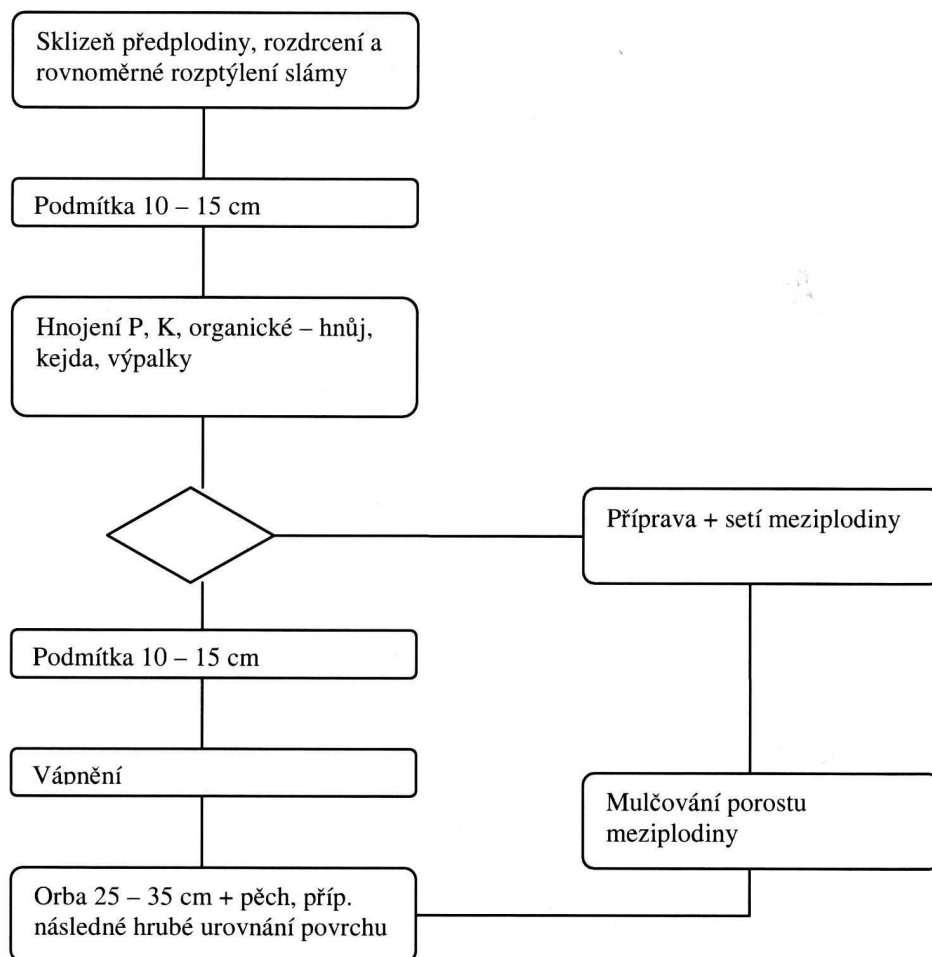 Sklizeň předplodiny, rozdrcení a
rovnoměrné rozptýlení slámy
Podmítka 10 – 15 cm
Hnojení P, K, organické – hnůj,
kejda, výpalky
Příprava + setí meziplodiny
Podmítka 10 – 15 cm
Vápnění
Mulčování porostu
meziplodiny
Orba 25 – 35 cm + pěch, příp.
následné hrubé urovnání povrchu